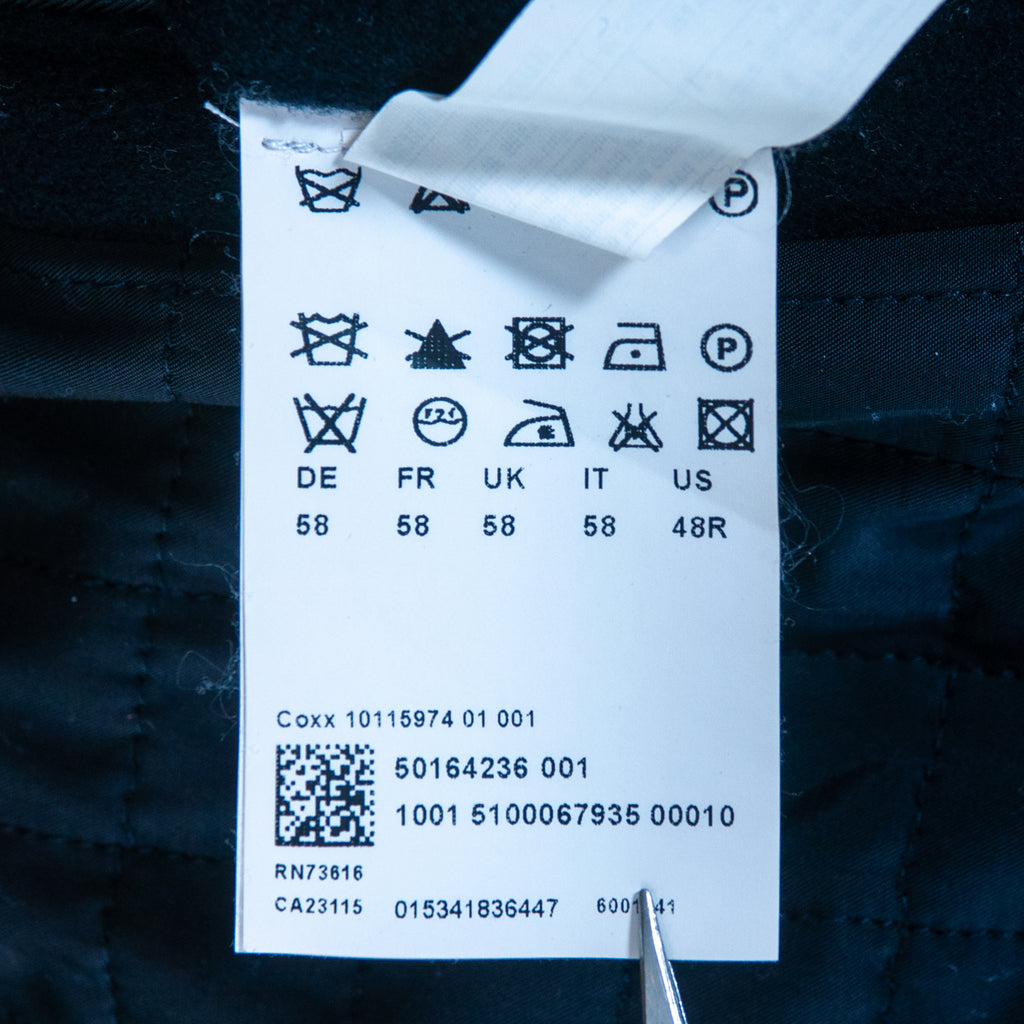 P
P
DE FR UK IT US
58 58 58 58 48R
Coxx 10115974 01 001
50164236 001
1001 5100067935 00010
RN73616
CA23115 015341836447